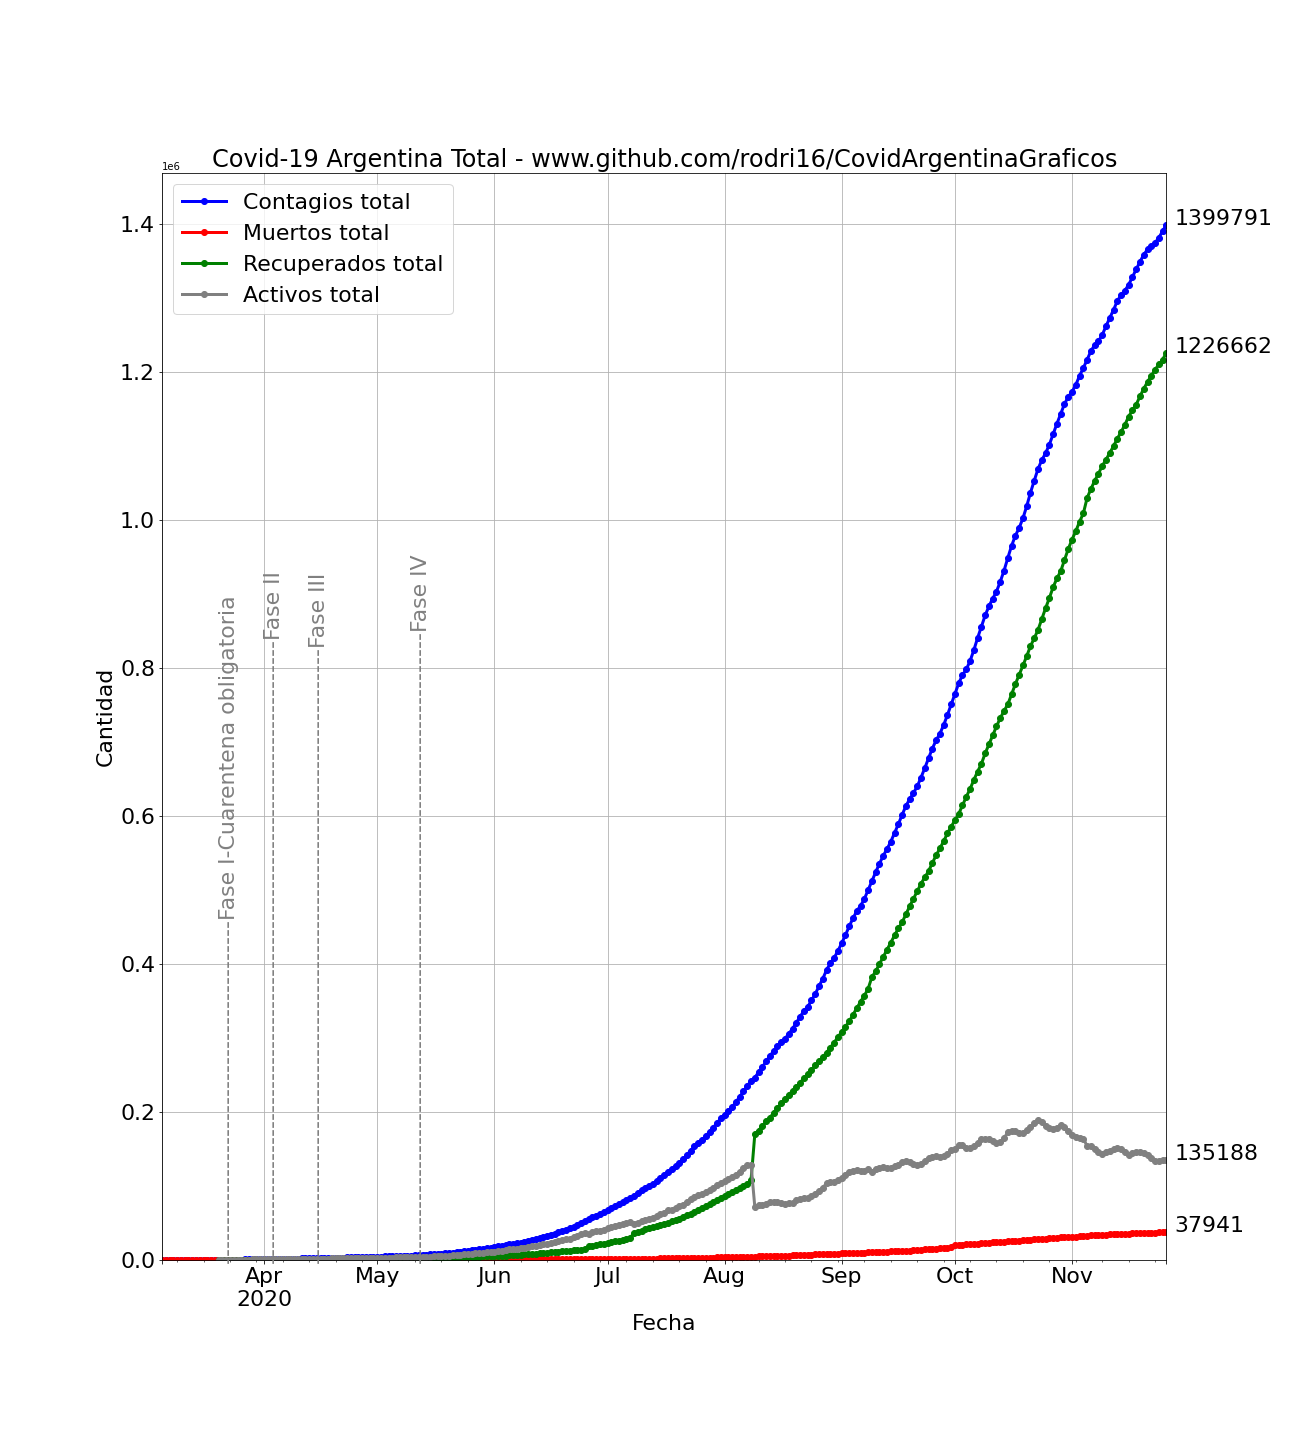 Covid-19 Argentina Total - www.github.com/rodri16/CovidArgentinaGraficos
1e6
Contagios total
Muertos total
Recuperados total
Activos total
1.4
1.2
1.0
0.8
0.6
0.4
0.2
0.0
Cantidad
Fase I-Cuarentena obligatoria
Fase II
Fase III
Fase IV
1399791
1226662
135188
37941
Apr
2020
May
Jun
Jul
Aug
Sep
Oct
Nov
Fecha